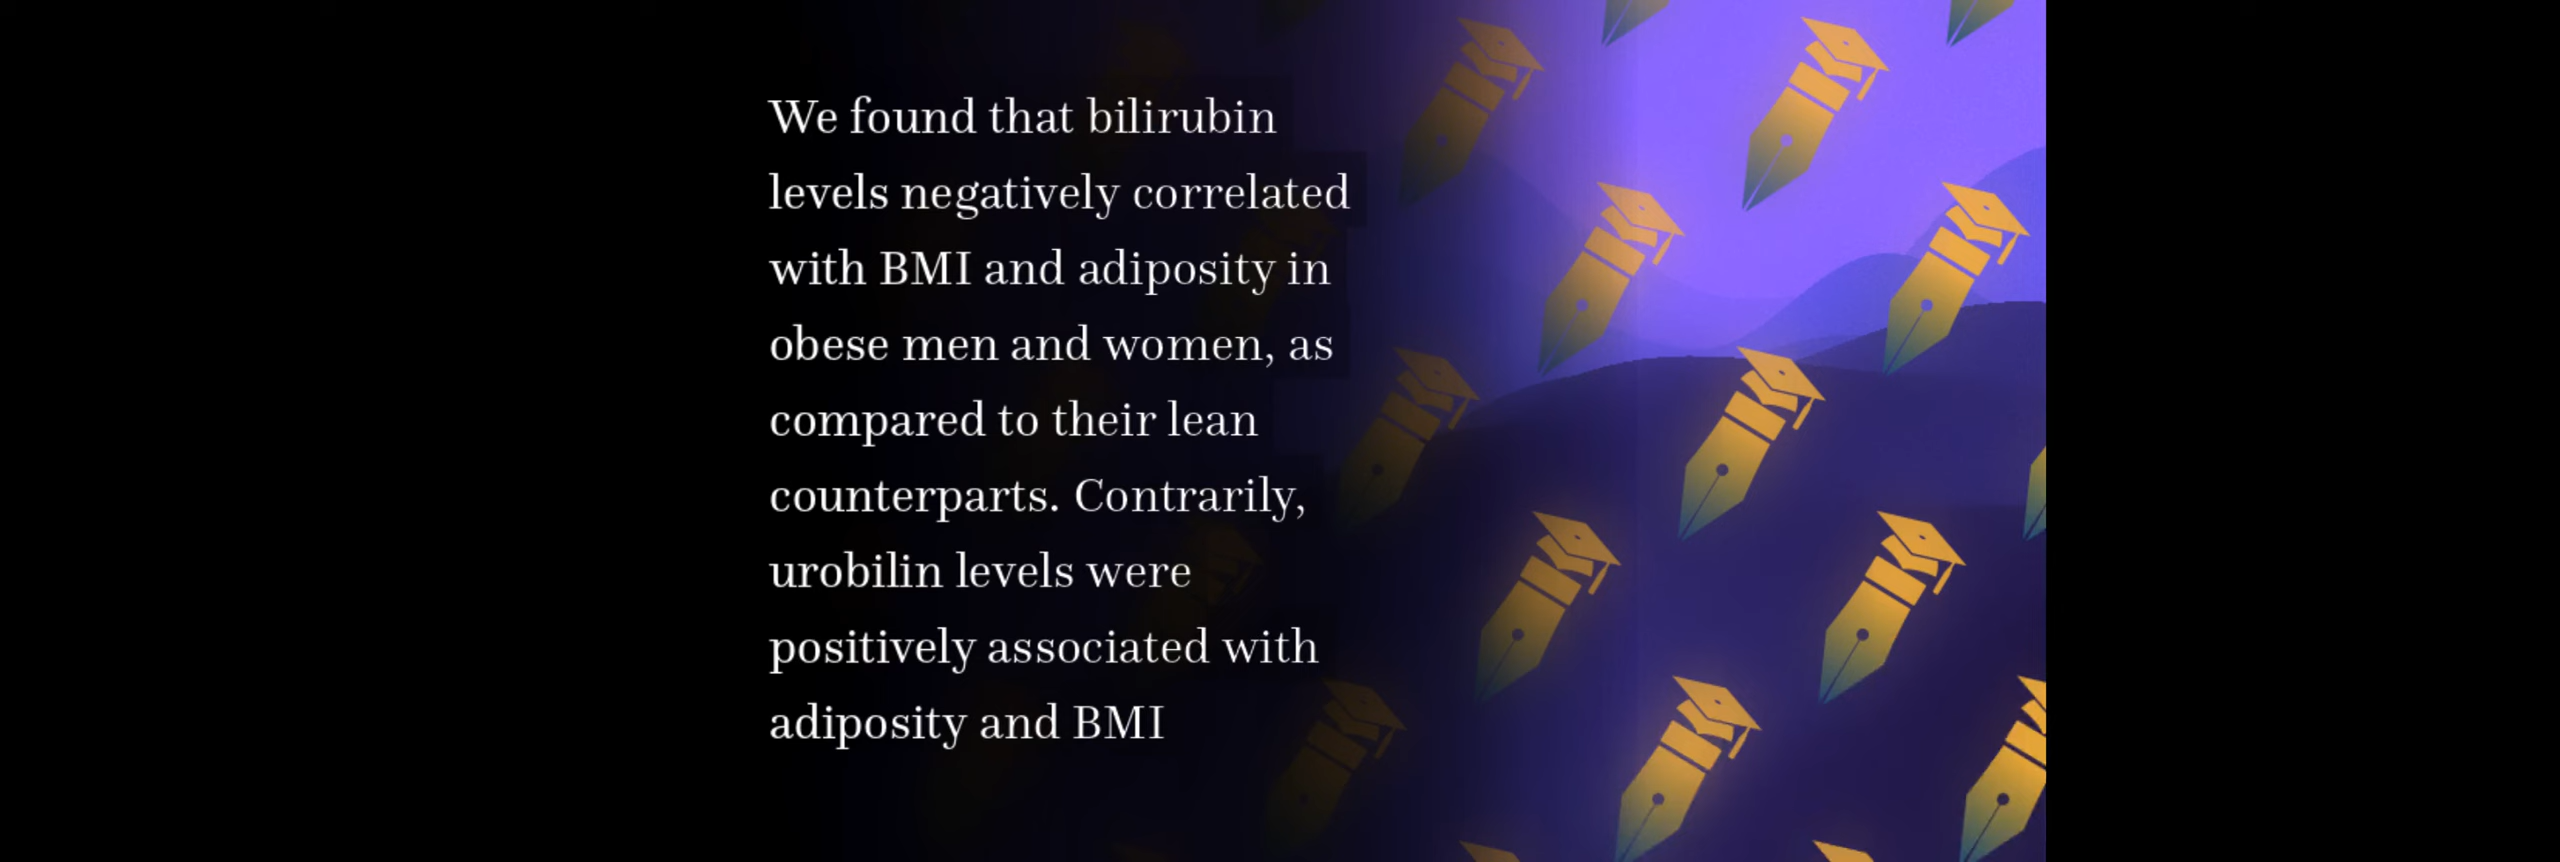 We found that bilirubin
levels negatively correlated
with BMI and adiposity in
obese men and women, as
compared to their lean
counterparts. Contrarily,
urobilin levels were
positively associated with
adiposity and BMI